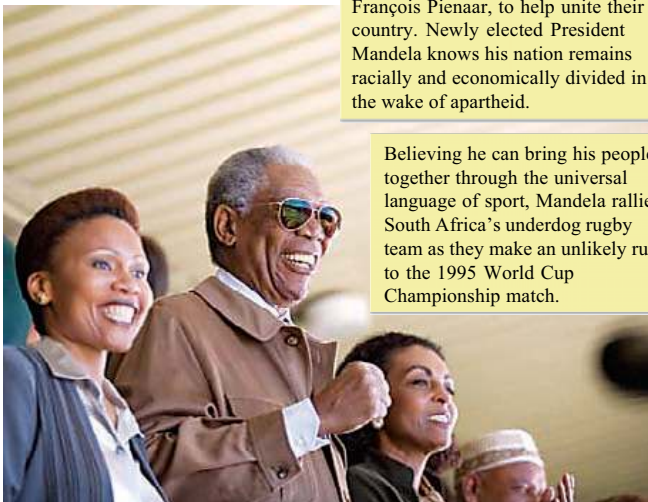 François Pienaar, to help unite their
country. Newly elected President
Mandela knows his nation remains
racially and economically divided in
the wake of apartheid.
Believing he can bring his people
together through the universal
language of sport, Mandela rallie
South Africa's underdog rugby
team as they make an unlikely ru
to the 1995 World Cup
Championship match.